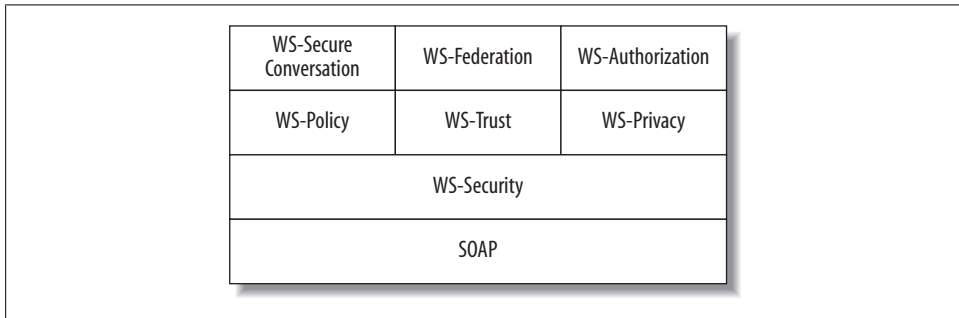 WS-Secure
Conversation
WS-Federation
WS-Authorization
WS-Policy
WS-Trust
WS-Privacy
WS-Security
SOAP